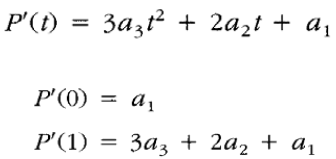 P'(t) = 3a₃t² + 2a₂t + a₁
P'(0) = a₁
P'(1) = 3a₃ + 2a₂ + a₁